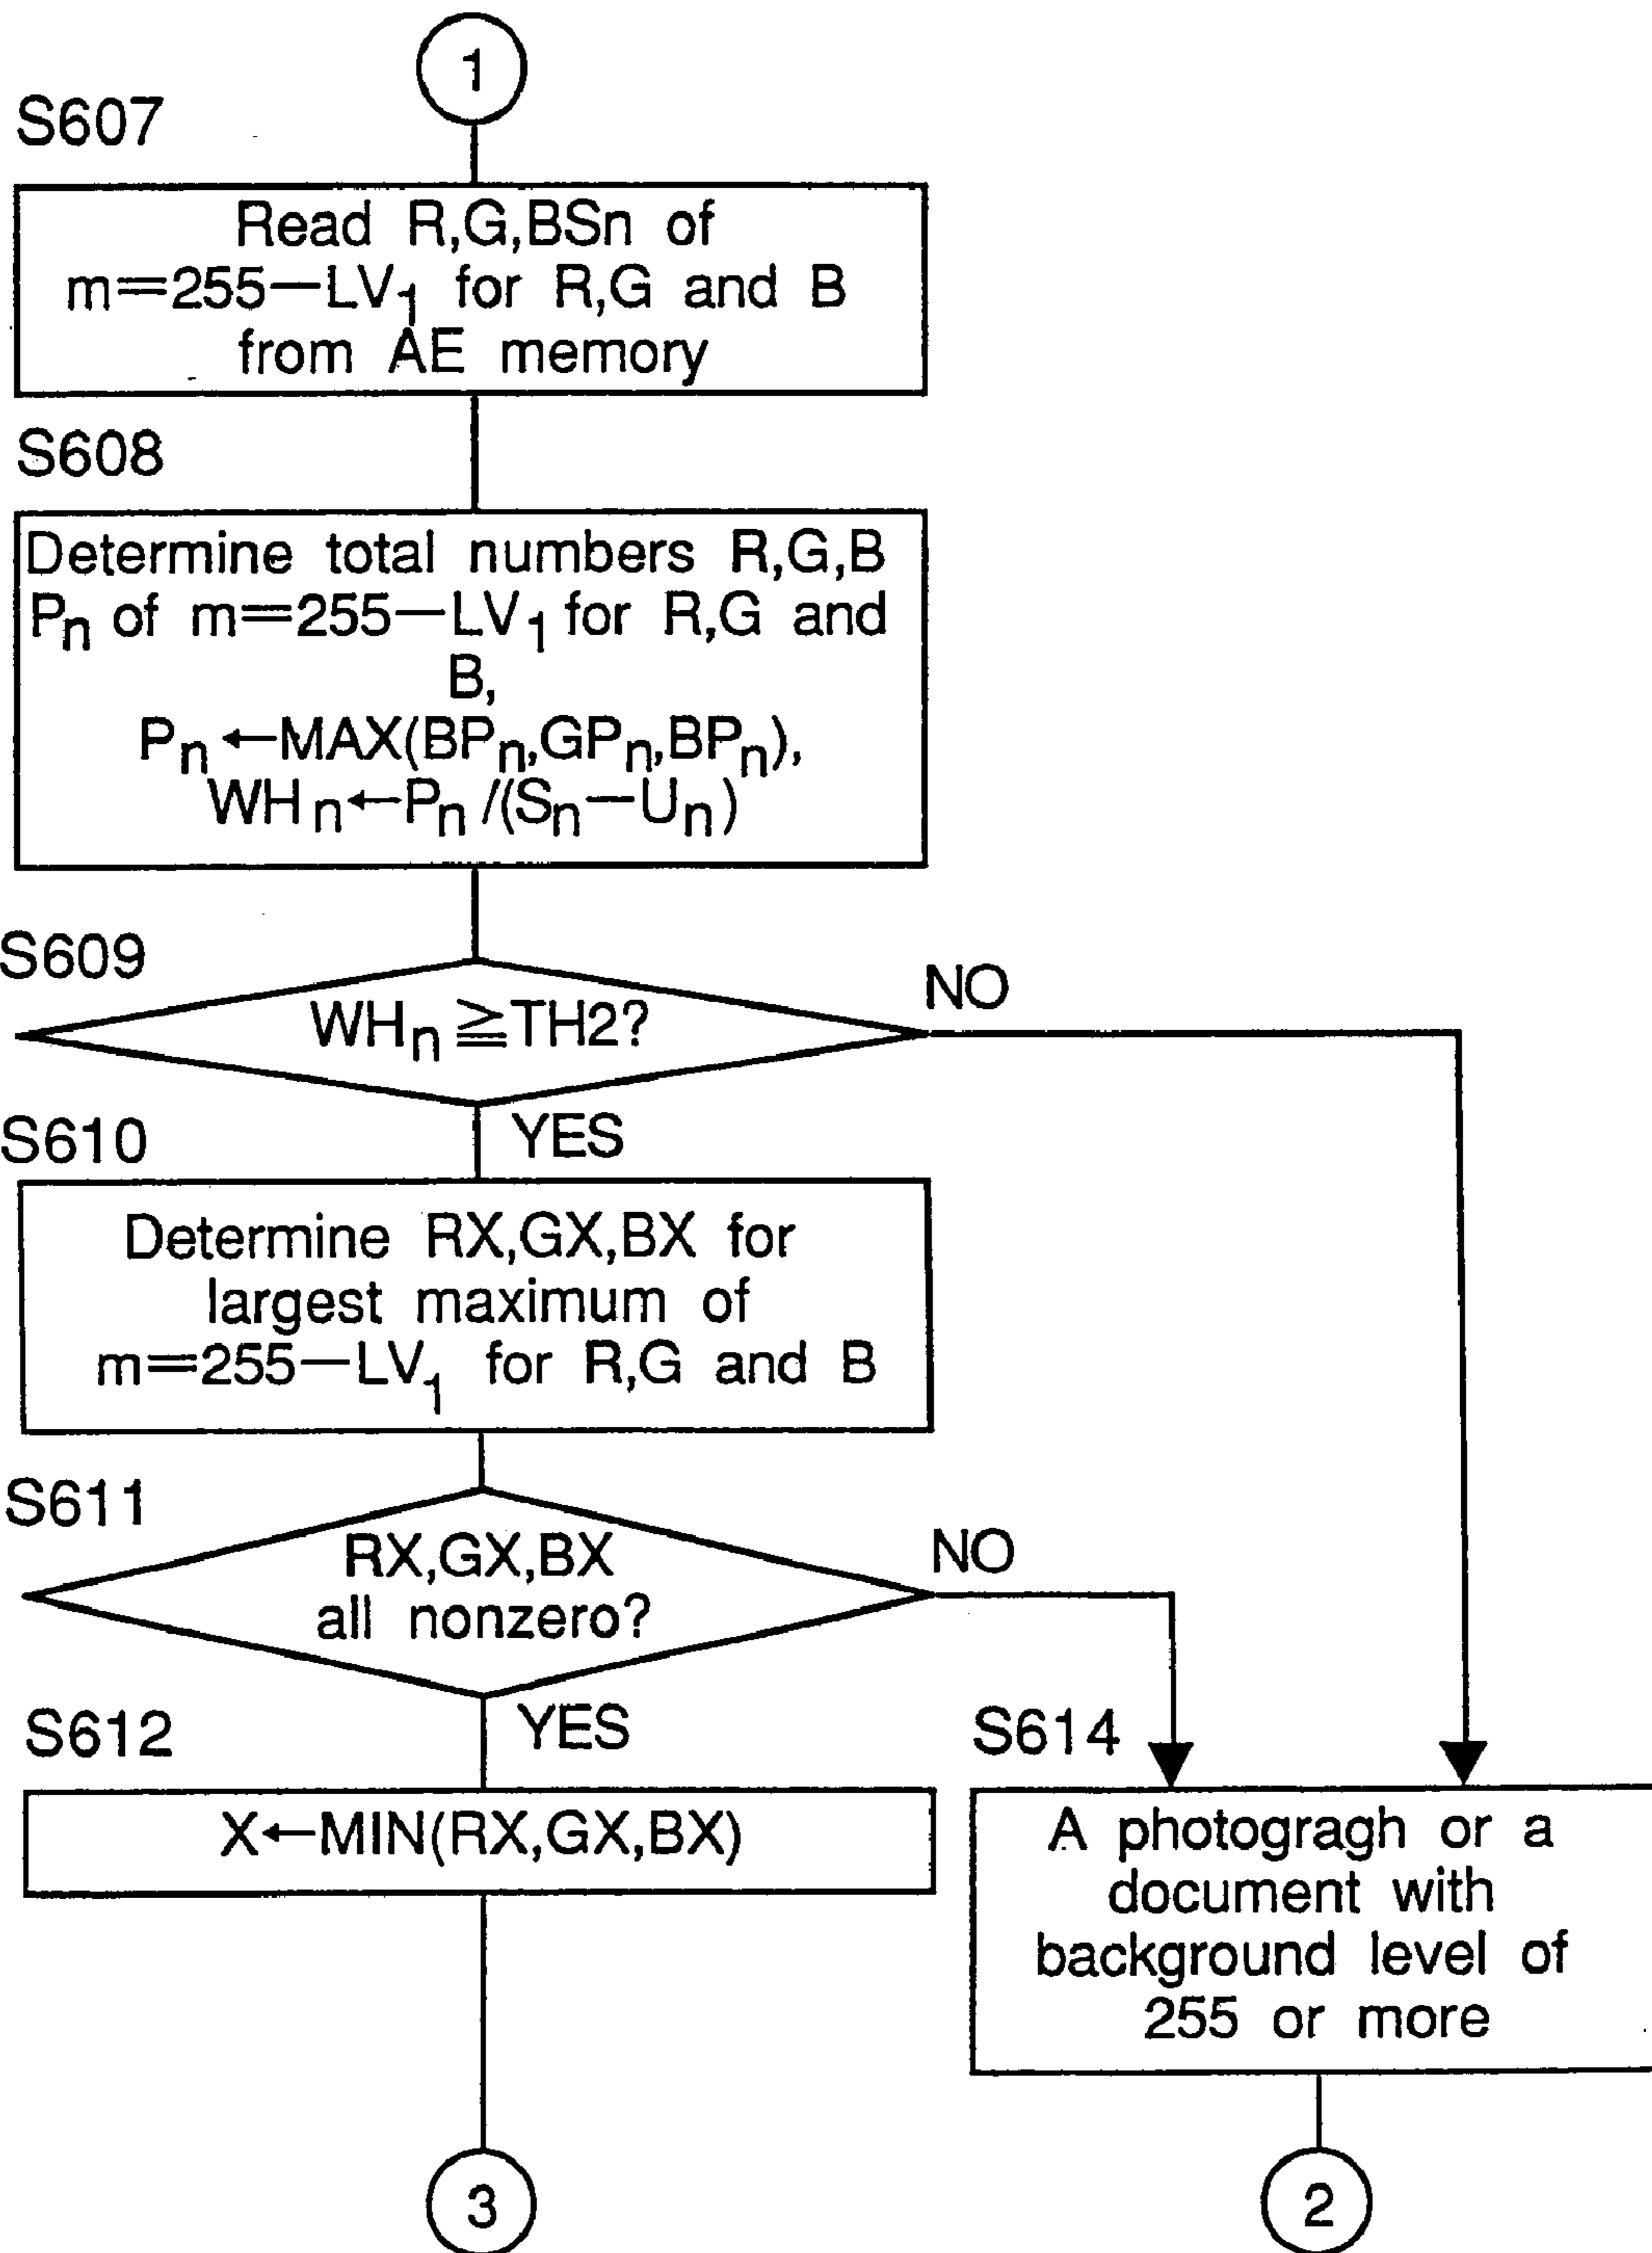 1
S607
Read R,G,BSn of
m=255−LV1 for R,G and B
from AE memory
S608
Determine total numbers R,G,B
Pn of m=255−LV1 for R,G and
B,
Pn←MAX(BPn,GPn,BPn),
WHn←Pn/(Sn−Un)
S609
WHn≧TH2?
NO
YES
S610
Determine RX,GX,BX for
largest maximum of
m=255−LV1 for R,G and B
S611
RX,GX,BX
all nonzero?
NO
YES
S612
X←MIN(RX,GX,BX)
S614
A photogragh or a
document with
background level of
255 or more
3
2